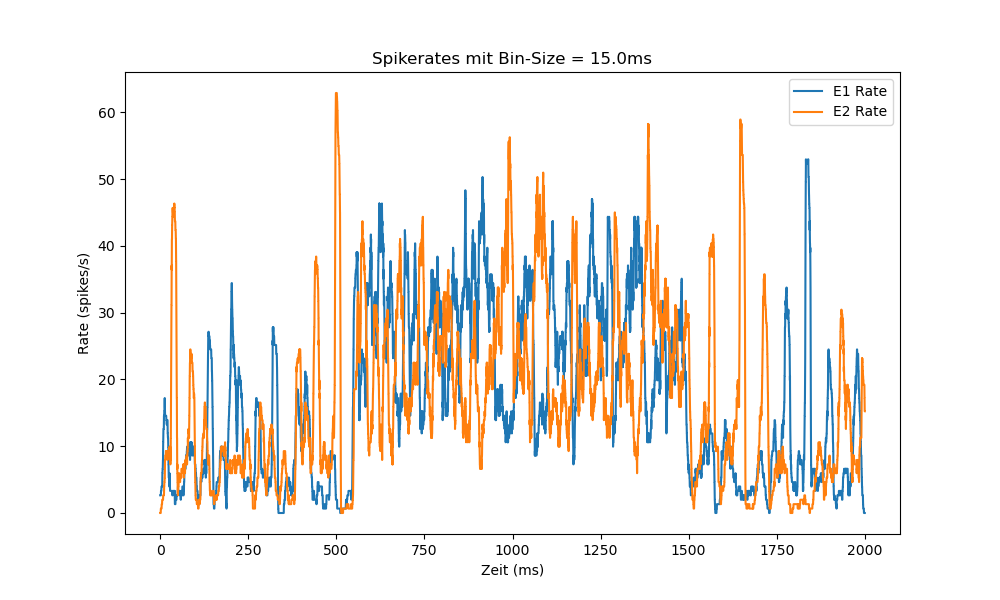 Spikerates mit Bin-Size = 15.0ms
E1 Rate
E2 Rate
Rate (spikes/s)
60
50
40
30
20
10
0
0 250 500 750 1000 1250 1500 1750 2000
Zeit (ms)